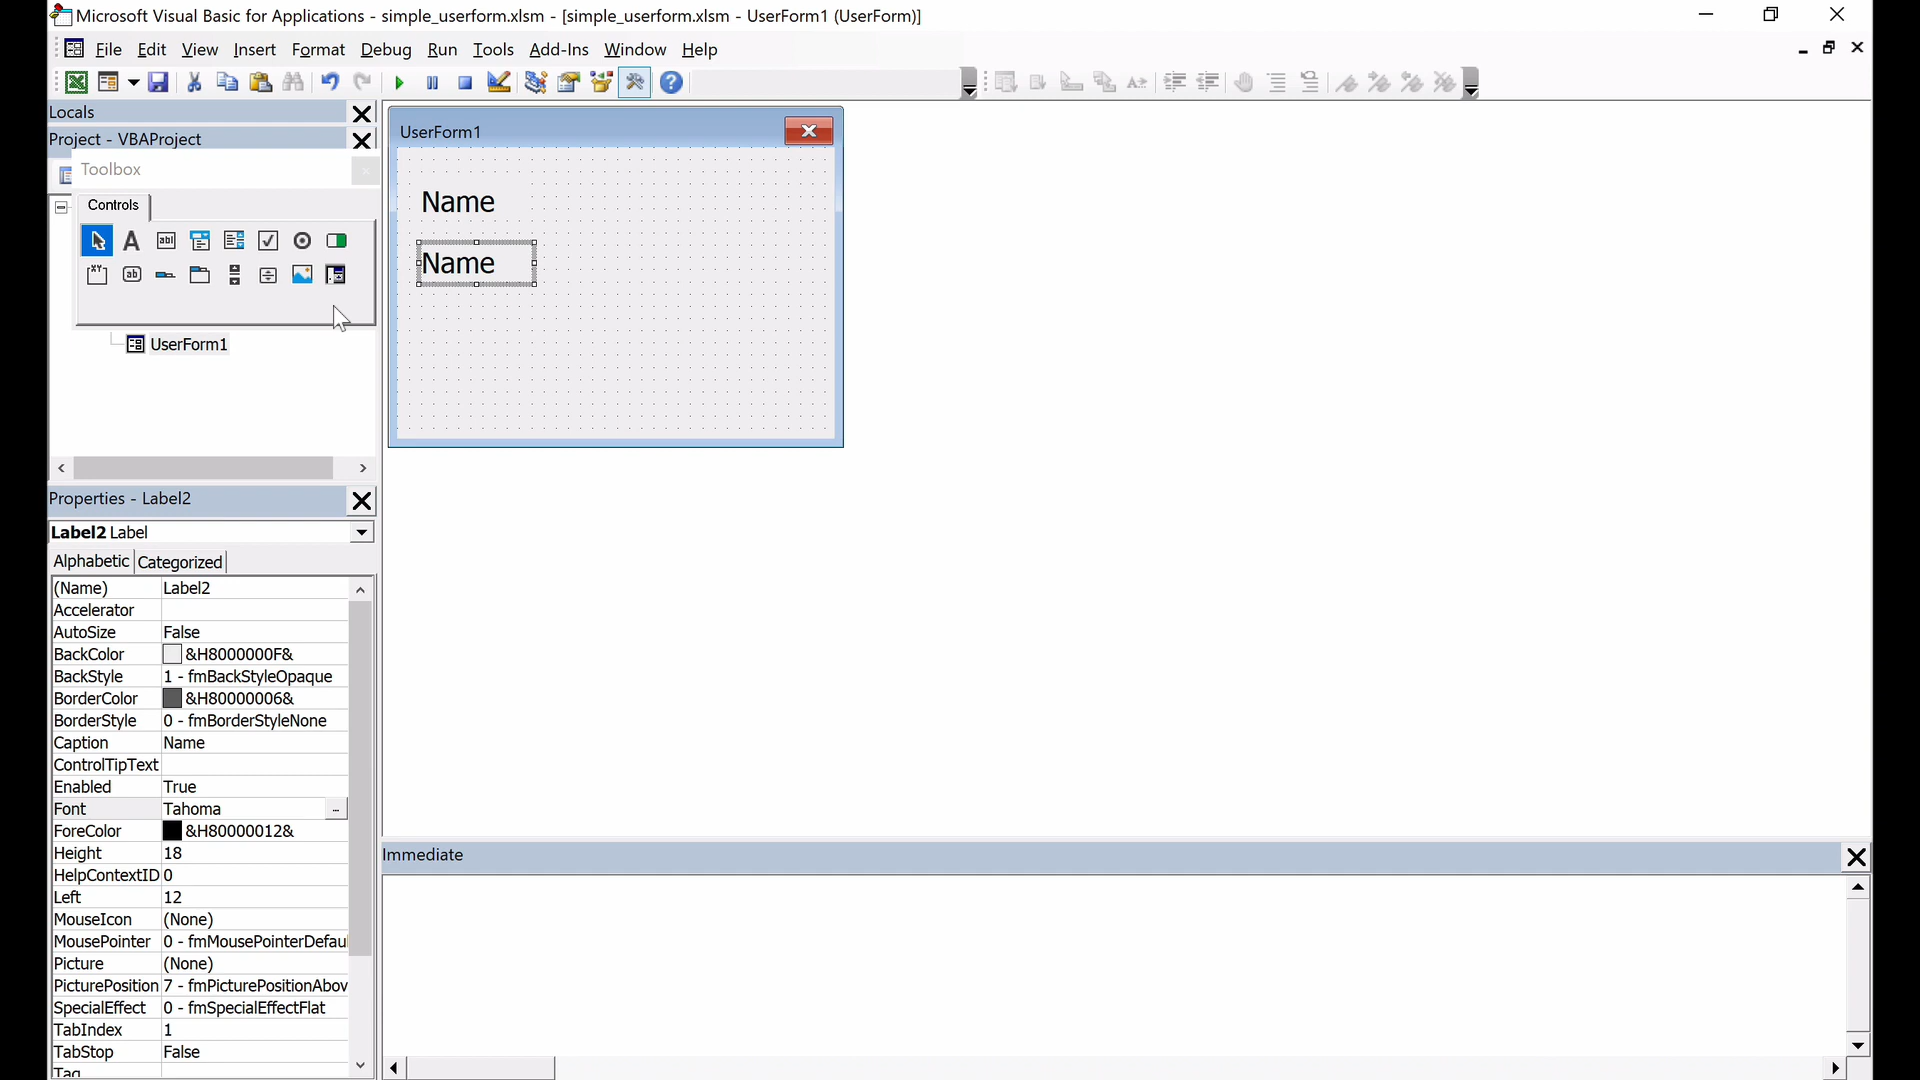 Microsoft Visual Basic for Applications - simple_userform.xlsm - [simple_userform.xlsm - UserForm1 (UserForm)]
File Edit View Insert Format Debug Run Tools Add-Ins Window Help
Locals
Project - VBAProject
Toolbox
Controls
UserForm1
UserForm1
Name
Name
Properties - Label2
Label2 Label
Alphabetic Categorized
(Name) Label2
Accelerator
AutoSize False
BackColor &H8000000F&
BackStyle 1 - fmBackStyleOpaque
BorderColor &H80000006&
BorderStyle 0 - fmBorderStyleNone
Caption Name
ControlTipText
Enabled True
Font Tahoma ...
ForeColor &H80000012&
Height 18
HelpContextID 0
Left 12
MouseIcon (None)
MousePointer 0 - fmMousePointerDefau
Picture (None)
PicturePosition 7 - fmPicturePositionAbov
SpecialEffect 0 - fmSpecialEffectFlat
TabIndex 1
TabStop False
Tag
Immediate